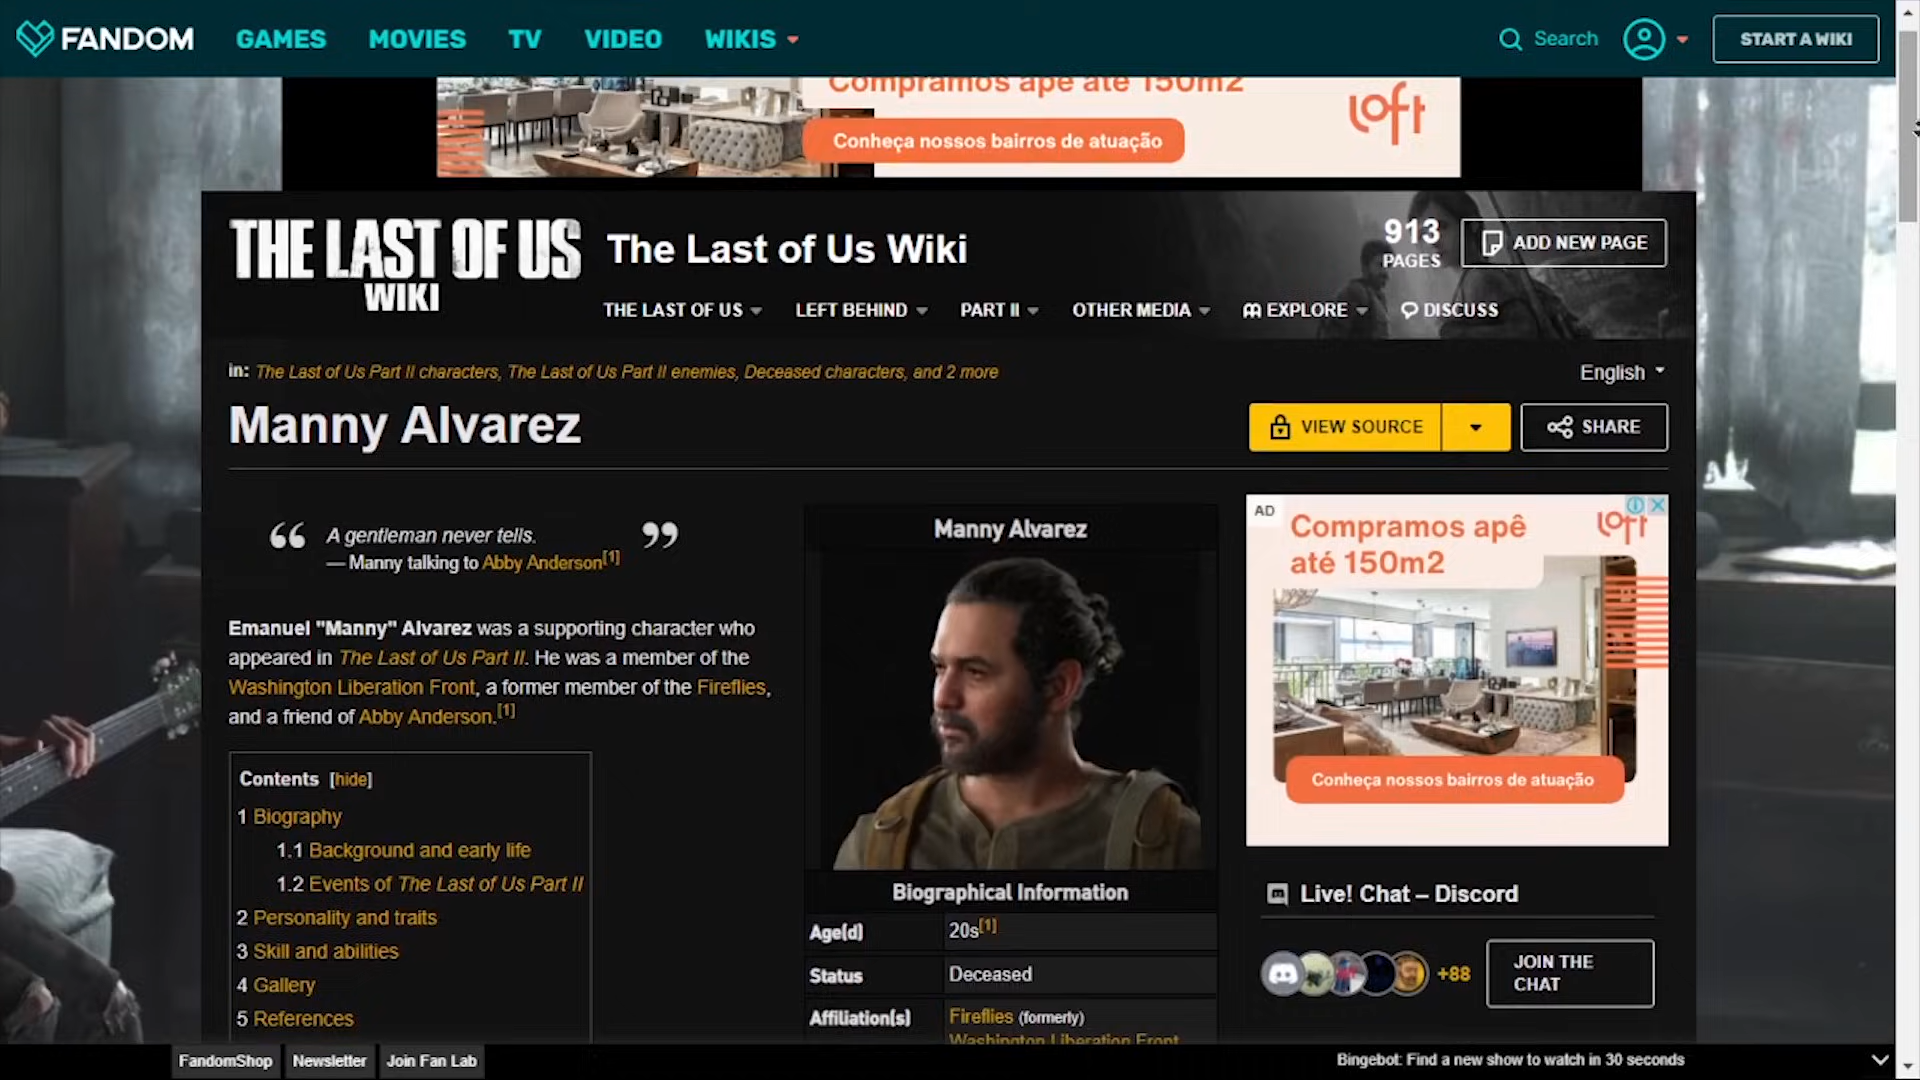 FANDOM GAMES MOVIES TV VIDEO WIKIS Search START A WIKI
Compramos apê até 150m2
loft
Conheça nossos bairros de atuação
THE LAST OF US
WIKI
The Last of Us Wiki
913
PAGES
ADD NEW PAGE
THE LAST OF US LEFT BEHIND PART II OTHER MEDIA EXPLORE DISCUSS
in: The Last of Us Part II characters, The Last of Us Part II enemies, Deceased characters, and 2 more
English
Manny Alvarez
VIEW SOURCE
SHARE
“ A gentleman never tells. ”
— Manny talking to Abby Anderson[1]
Emanuel "Manny" Alvarez was a supporting character who
appeared in The Last of Us Part II. He was a member of the
Washington Liberation Front, a former member of the Fireflies,
and a friend of Abby Anderson.[1]
Contents [hide]
1 Biography
1.1 Background and early life
1.2 Events of The Last of Us Part II
2 Personality and traits
3 Skill and abilities
4 Gallery
5 References
Manny Alvarez
Biographical Information
Age(d) 20s[1]
Status Deceased
Affiliation(s) Fireflies (formerly)
Washington Liberation Front
AD
Compramos apê
até 150m2
loft
Conheça nossos bairros de atuação
Live! Chat – Discord
+88
JOIN THE
CHAT
FandomShop Newsletter Join Fan Lab
Bingebot: Find a new show to watch in 30 seconds